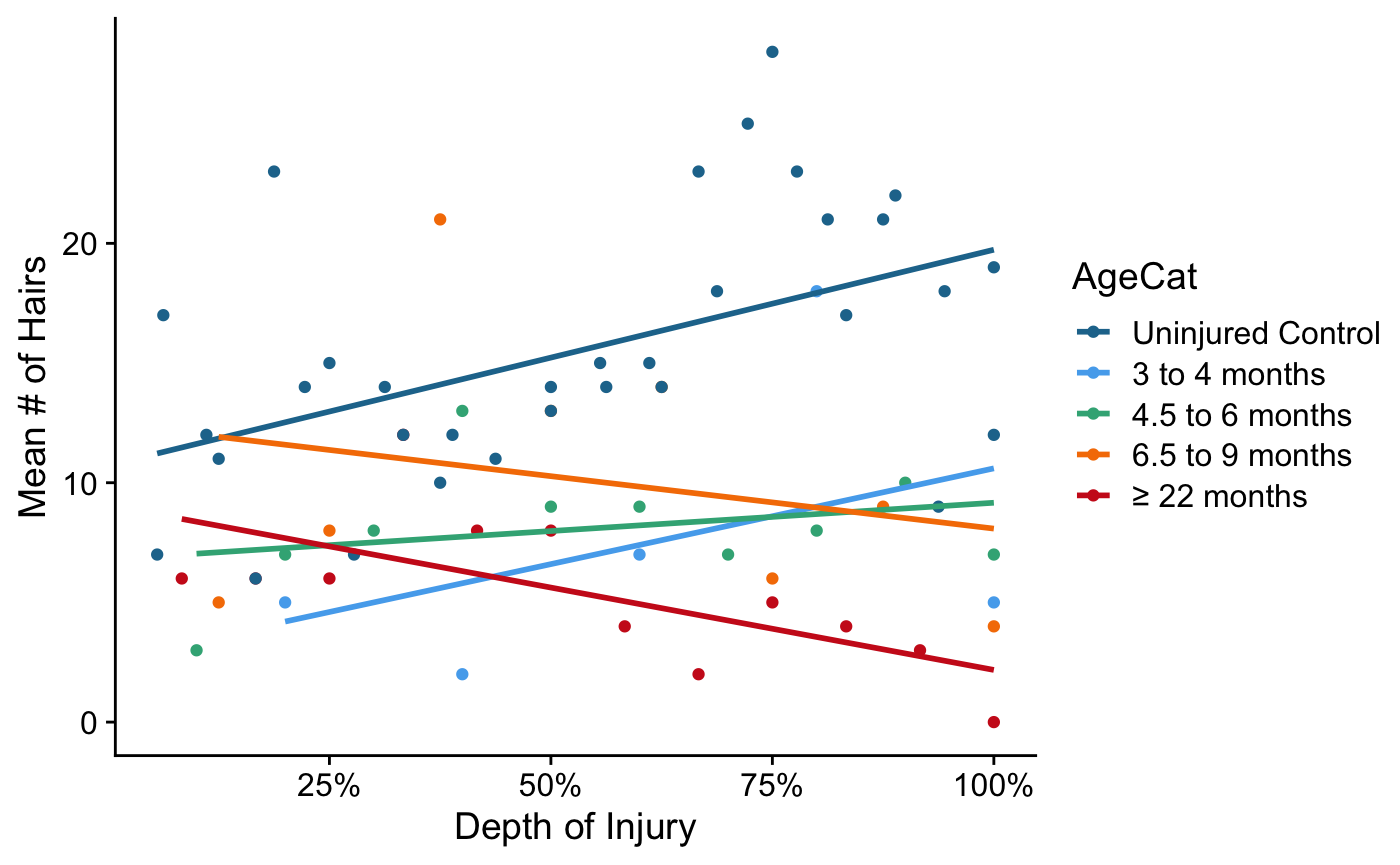 Mean # of Hairs
20
10
0
25%
50%
75%
100%
Depth of Injury
AgeCat
Uninjured Control
3 to 4 months
4.5 to 6 months
6.5 to 9 months
≥ 22 months